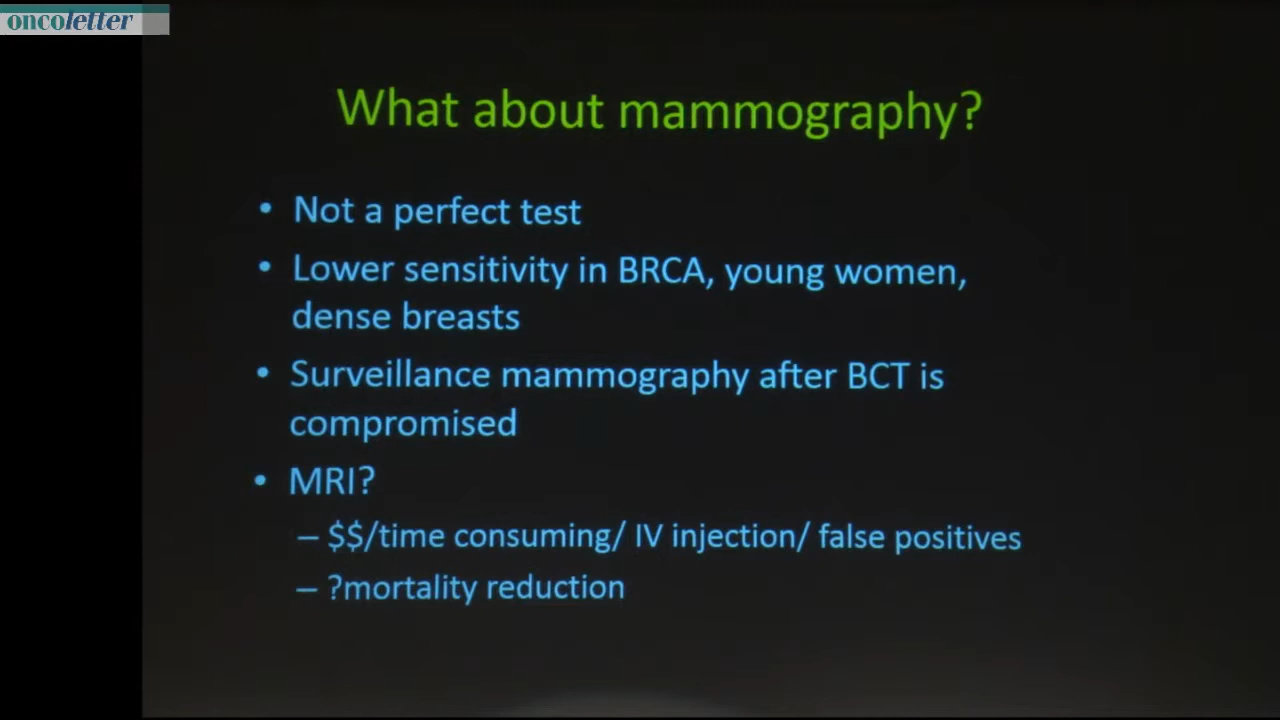 oncoletter
What about mammography?
• Not a perfect test
• Lower sensitivity in BRCA, young women,
dense breasts
• Surveillance mammography after BCT is
compromised
• MRI?
– $$/time consuming/ IV injection/ false positives
– ?mortality reduction